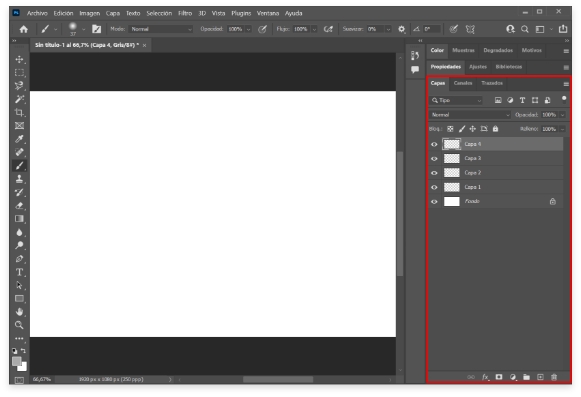 Ps Archivo Edición Imagen Capa Texto Selección Filtro 3D Vista Plugins Ventana Ayuda
37 Modo: Normal Opacidad: 100% Flujo: 100% Suavizar: 0% 0°
Sin título-1 al 66,7% (Capa 4, Gris/8#) * ×
Color Muestras Degradados Motivos
Propiedades Ajustes Bibliotecas
Capas Canales Trazados
Tipo
Normal Opacidad: 100%
Bloq.: Relleno: 100%
Capa 4
Capa 3
Capa 2
Capa 1
Fondo
66,67% 1920 px x 1080 px
fx